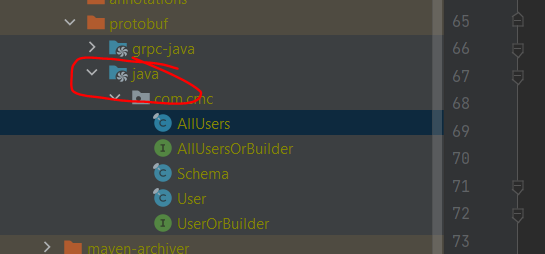 annotations
protobuf
grpc-java
java
com.cmc
AllUsers
AllUsersOrBuilder
Schema
User
UserOrBuilder
maven-archiver
65
66
67
68
69
70
71
72
73